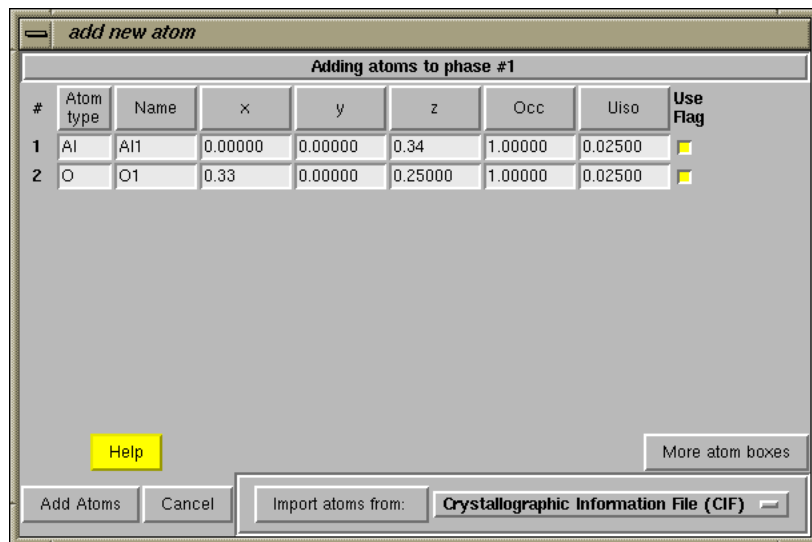 add new atom
Adding atoms to phase #1
# Atom type Name x y z Occ Uiso Use Flag
1 Al Al1 0.00000 0.00000 0.34 1.00000 0.02500
2 O O1 0.33 0.00000 0.25000 1.00000 0.02500
Help
More atom boxes
Add Atoms Cancel Import atoms from: Crystallographic Information File (CIF)